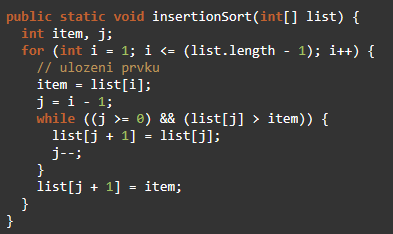 public static void insertionSort(int[] list) {
  int item, j;
  for (int i = 1; i <= (list.length - 1); i++) {
    // ulozeni prvku
    item = list[i];
    j = i - 1;
    while ((j >= 0) && (list[j] > item)) {
      list[j + 1] = list[j];
      j--;
    }
    list[j + 1] = item;
  }
}